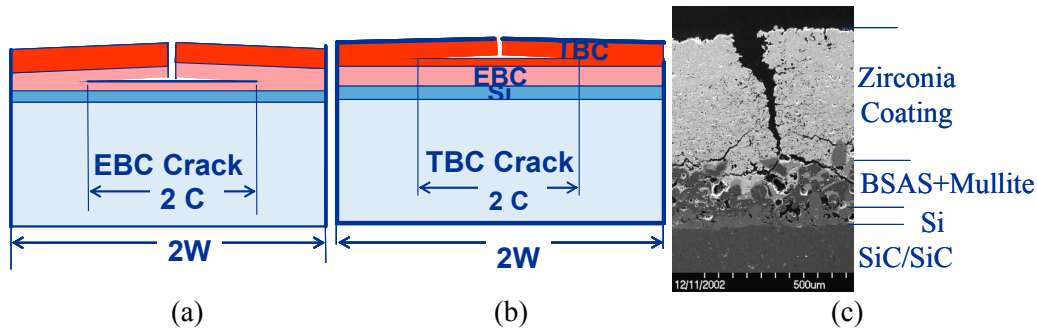 EBC Crack
2 C
2W
(a)
TBC
EBC
Si
TBC Crack
2 C
2W
(b)
Zirconia
Coating
BSAS+Mullite
Si
SiC/SiC
12/11/2002 500um
(c)